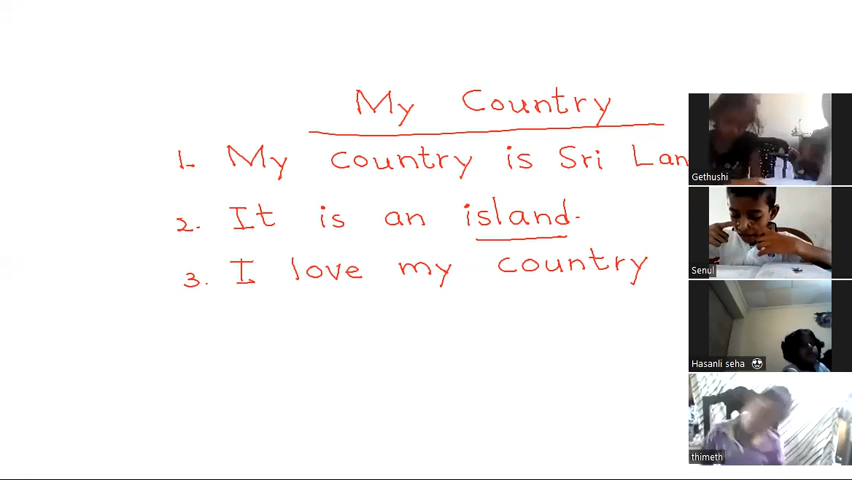 My Country
1. My country is Sri Lan
2. It is an island.
3. I love my country
Gethushi
Senul
Hasanli seha 😍
thimeth